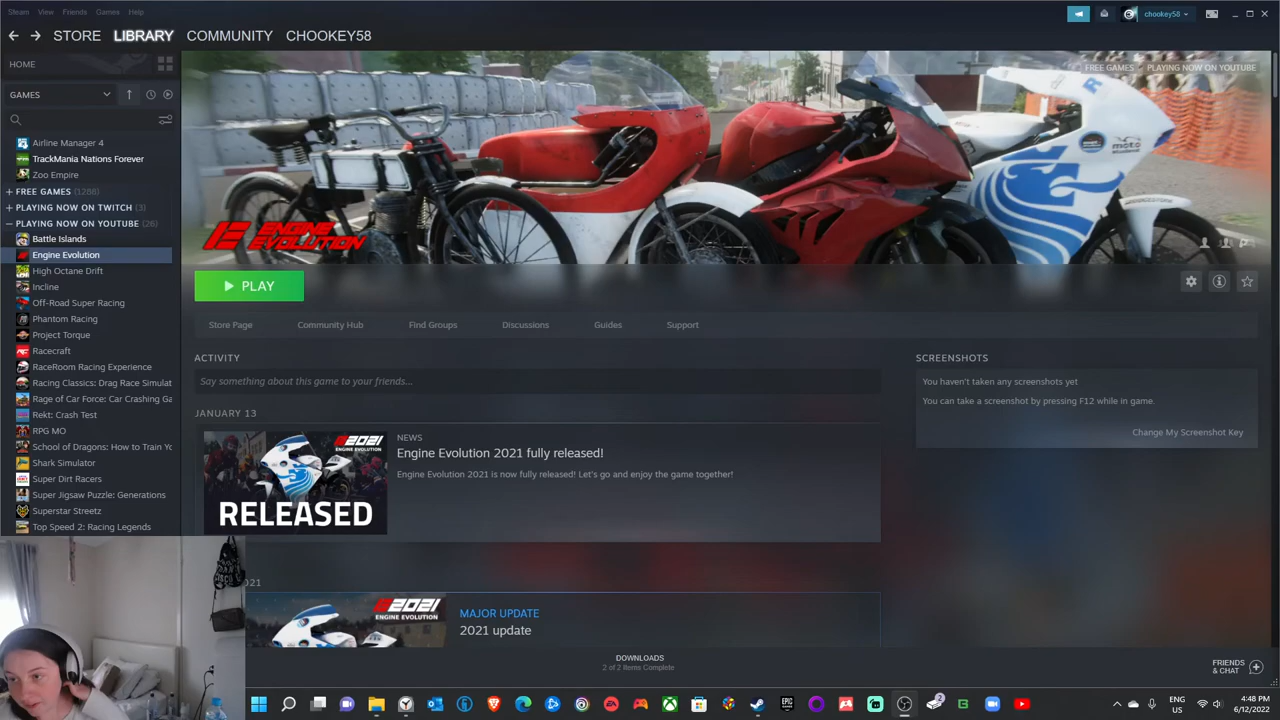 Steam View Friends Games Help
chookey58
STORE LIBRARY COMMUNITY CHOOKEY58
HOME
GAMES
Airline Manager 4
TrackMania Nations Forever
Zoo Empire
FREE GAMES (1286)
PLAYING NOW ON TWITCH (3)
PLAYING NOW ON YOUTUBE (26)
Battle Islands
Engine Evolution
High Octane Drift
Incline
Off-Road Super Racing
Phantom Racing
Project Torque
Racecraft
RaceRoom Racing Experience
Racing Classics: Drag Race Simulat
Rage of Car Force: Car Crashing Ga
Rekt: Crash Test
RPG MO
School of Dragons: How to Train Yo
Shark Simulator
Super Dirt Racers
Super Jigsaw Puzzle: Generations
Superstar Streetz
Top Speed 2: Racing Legends
FREE GAMES PLAYING NOW ON YOUTUBE
ENGINE
EVOLUTION
PLAY
Store Page Community Hub Find Groups Discussions Guides Support
ACTIVITY
Say something about this game to your friends...
JANUARY 13
2021
ENGINE EVOLUTION
RELEASED
NEWS
Engine Evolution 2021 fully released!
Engine Evolution 2021 is now fully released! Let's go and enjoy the game together!
2021
2021
ENGINE EVOLUTION
MAJOR UPDATE
2021 update
SCREENSHOTS
You haven't taken any screenshots yet
You can take a screenshot by pressing F12 while in game.
Change My Screenshot Key
DOWNLOADS
2 of 2 Items Complete
FRIENDS
& CHAT
EPIC
EA
2
ENG
US
4:48 PM
6/12/2022